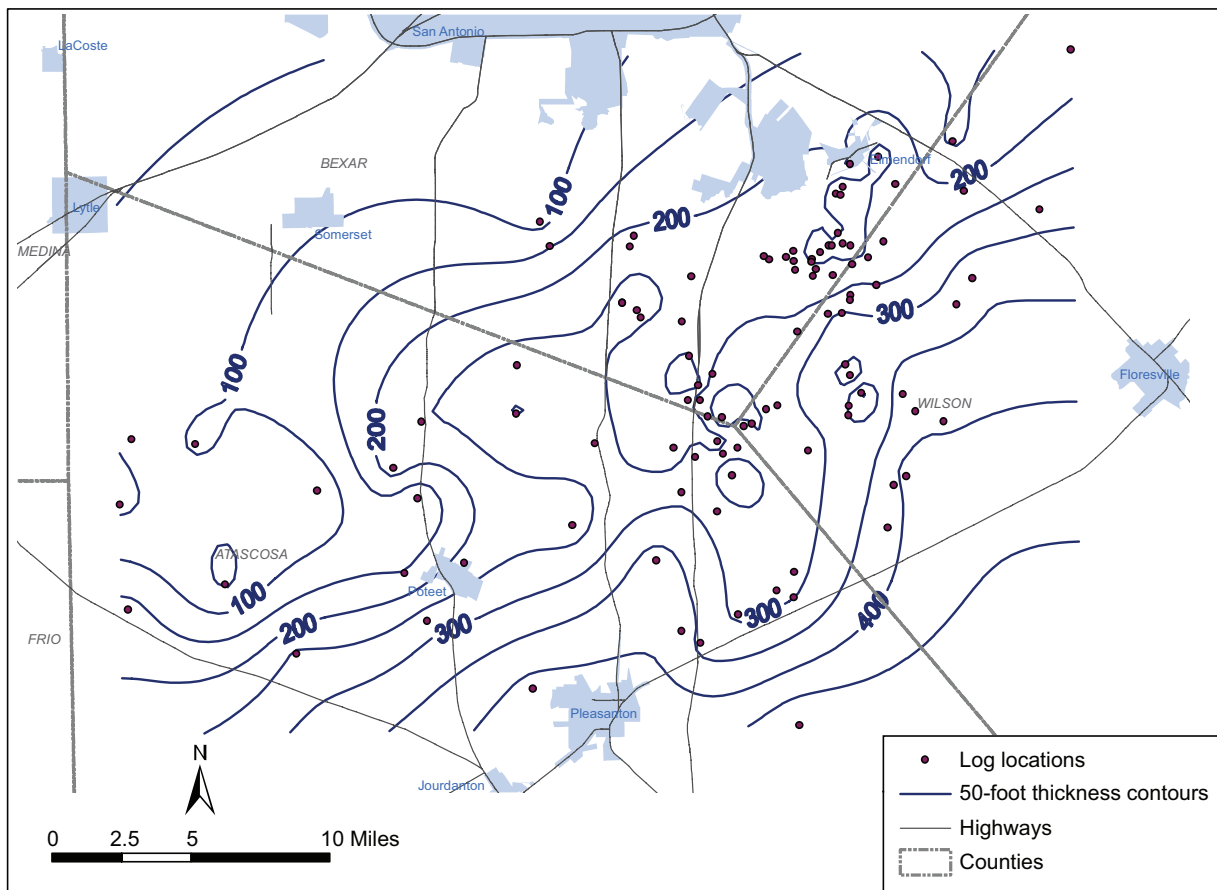 San Antonio
LaCoste
BEXAR
Elmendorf
200
100
Lytle
200
Somerset
MEDINA
300
100
Floresville
WILSON
200
ATASCOSA
Poteet
100
300
400
200
300
FRIO
Pleasanton
N
Jourdanton
0 2.5 5 10 Miles
Log locations
50-foot thickness contours
Highways
Counties